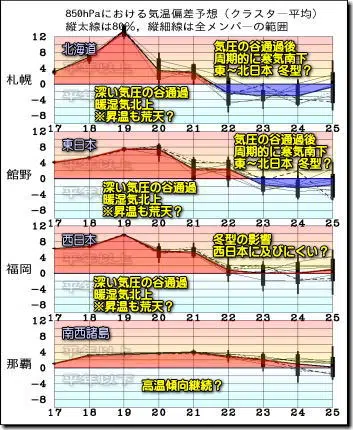 850hPaにおける気温偏差予想(クラスター平均)
縦太線は80%, 縦細線は全メンバーの範囲
12
8
4
0
-4
-8
札幌
北海道
深い気圧の谷通過
暖湿気北上
※昇温も荒天?
気圧の谷通過後
周期的に寒気南下
東～北日本 冬型?
平年以下
17 18 19 20 21 22 23 24 25
12
8
4
0
-4
-8
館野
東日本
深い気圧の谷通過
暖湿気北上
※昇温も荒天?
気圧の谷通過後
周期的に寒気南下
東～北日本 冬型?
平年以下
17 18 19 20 21 22 23 24 25
12
8
4
0
-4
-8
福岡
西日本
深い気圧の谷通過
暖湿気北上
※昇温も荒天?
冬型の影響
西日本に及びにくい?
平年以下
17 18 19 20 21 22 23 24 25
12
8
4
0
-4
-8
那覇
南西諸島
高温傾向継続?
平年以下
17 18 19 20 21 22 23 24 25